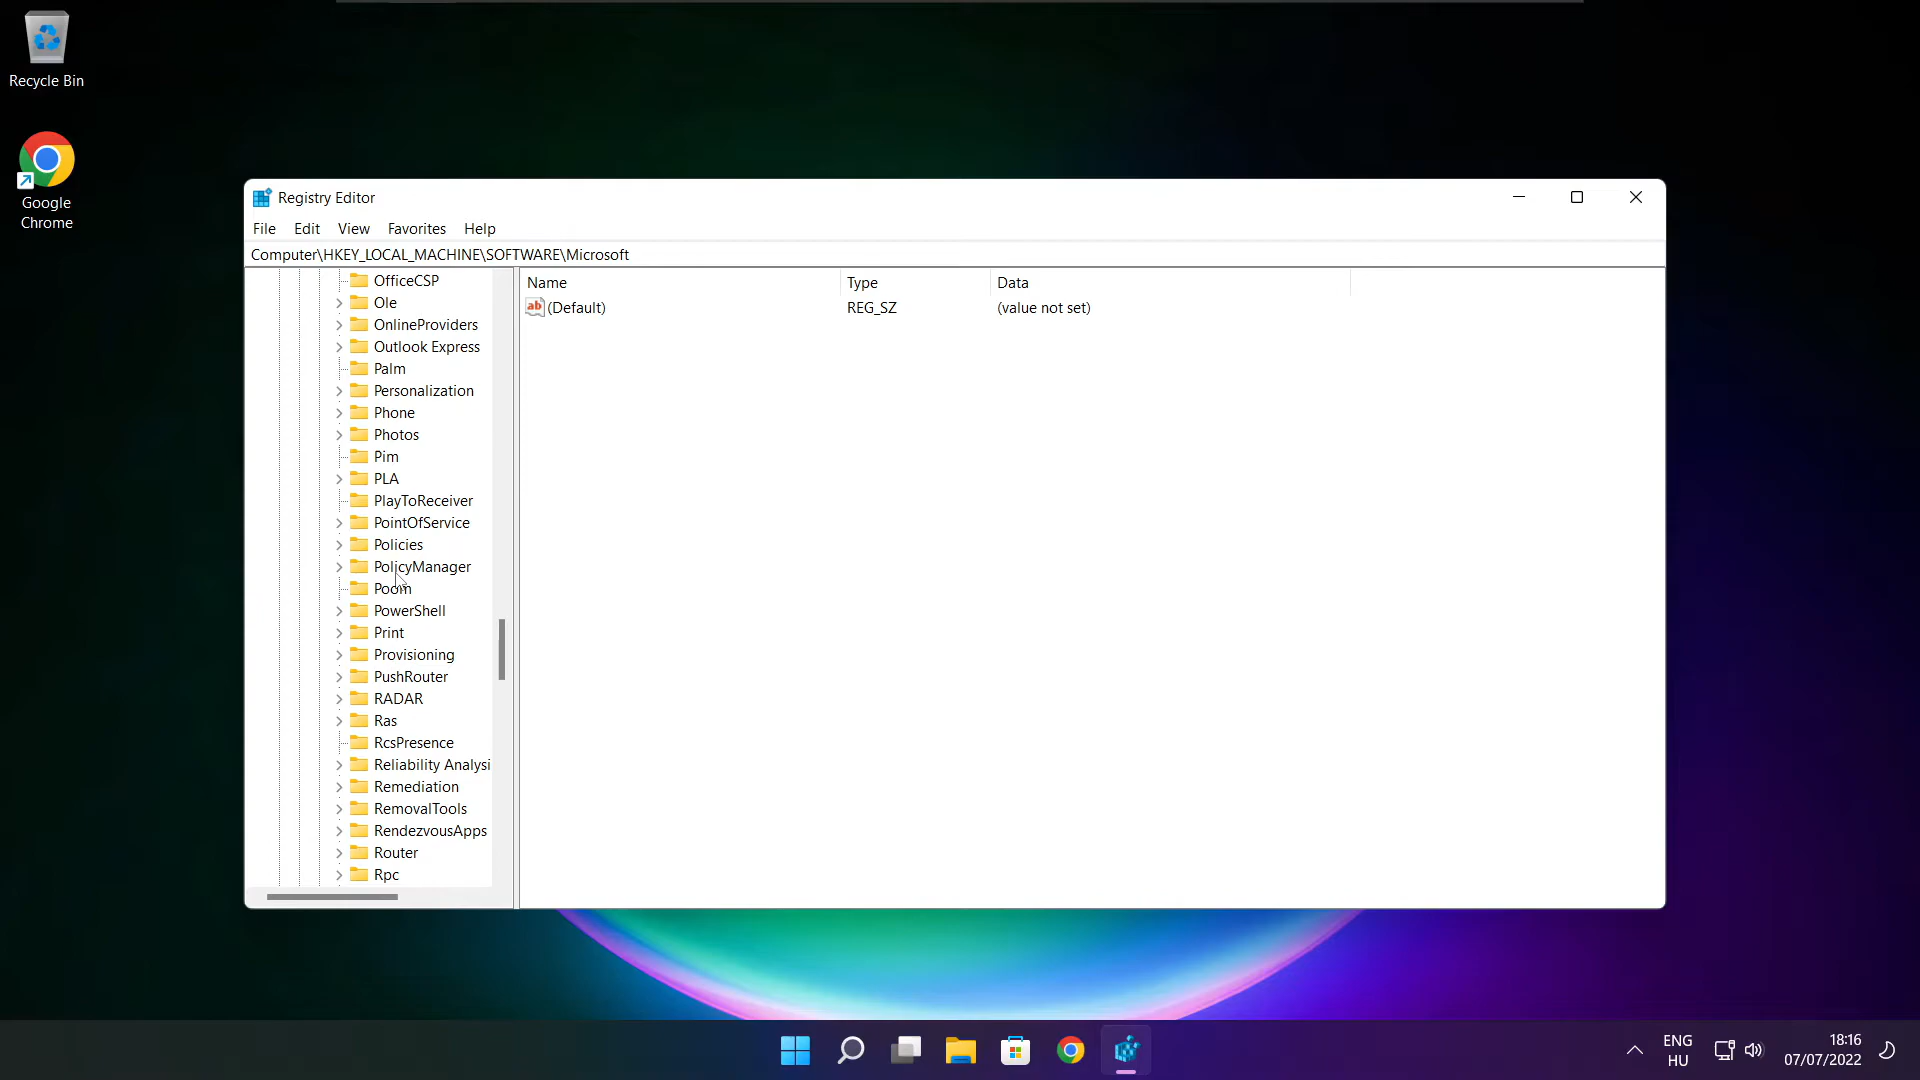 Recycle Bin
Google
Chrome
Registry Editor
File Edit View Favorites Help
Computer\HKEY_LOCAL_MACHINE\SOFTWARE\Microsoft
OfficeCSP
Ole
OnlineProviders
Outlook Express
Palm
Personalization
Phone
Photos
Pim
PLA
PlayToReceiver
PointOfService
Policies
PolicyManager
Poom
PowerShell
Print
Provisioning
PushRouter
RADAR
Ras
RcsPresence
Reliability Analysi
Remediation
RemovalTools
RendezvousApps
Router
Rpc
Name Type Data
ab (Default) REG_SZ (value not set)
ENG
HU
18:16
07/07/2022